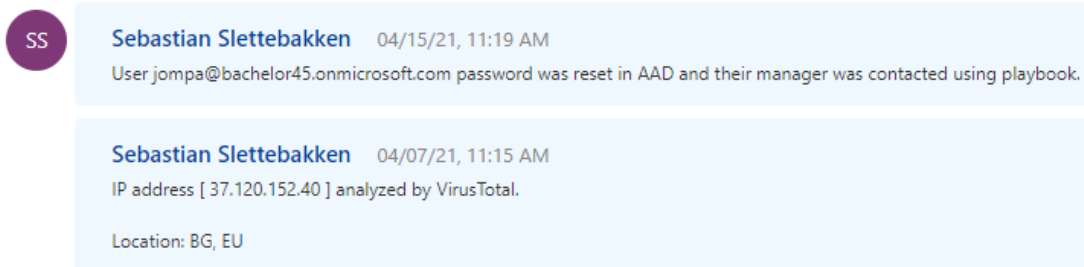 SS
Sebastian Slettebakken 04/15/21, 11:19 AM
User jompa@bachelor45.onmicrosoft.com password was reset in AAD and their manager was contacted using playbook.
Sebastian Slettebakken 04/07/21, 11:15 AM
IP address [ 37.120.152.40 ] analyzed by VirusTotal.
Location: BG, EU